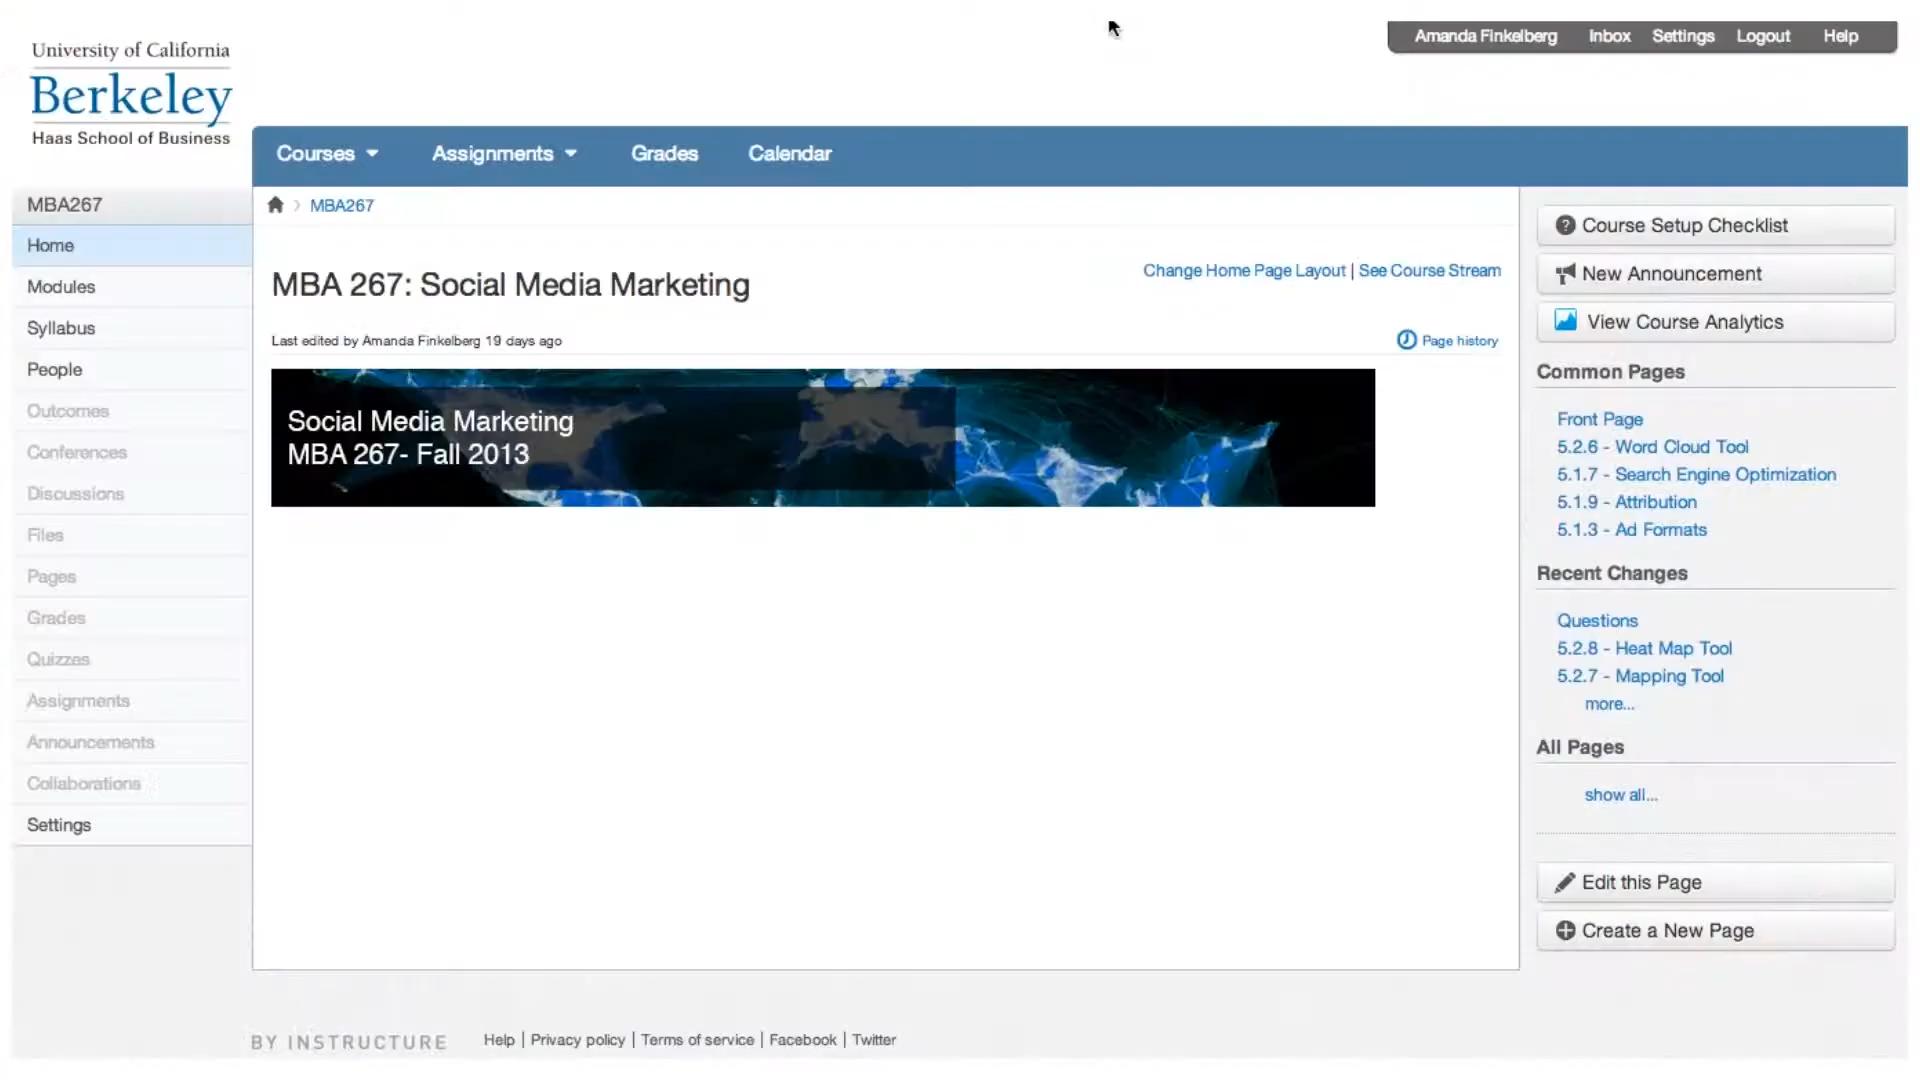 University of California
Berkeley
Haas School of Business
Amanda Finkelberg Inbox Settings Logout Help
Courses Assignments Grades Calendar
MBA267
Home
Modules
Syllabus
People
Outcomes
Conferences
Discussions
Files
Pages
Grades
Quizzes
Assignments
Announcements
Collaborations
Settings
MBA267
MBA 267: Social Media Marketing
Change Home Page Layout | See Course Stream
Last edited by Amanda Finkelberg 19 days ago
Page history
Social Media Marketing
MBA 267- Fall 2013
Course Setup Checklist
New Announcement
View Course Analytics
Common Pages
Front Page
5.2.6 - Word Cloud Tool
5.1.7 - Search Engine Optimization
5.1.9 - Attribution
5.1.3 - Ad Formats
Recent Changes
Questions
5.2.8 - Heat Map Tool
5.2.7 - Mapping Tool
more...
All Pages
show all...
Edit this Page
Create a New Page
BY INSTRUCTURE
Help | Privacy policy | Terms of service | Facebook | Twitter